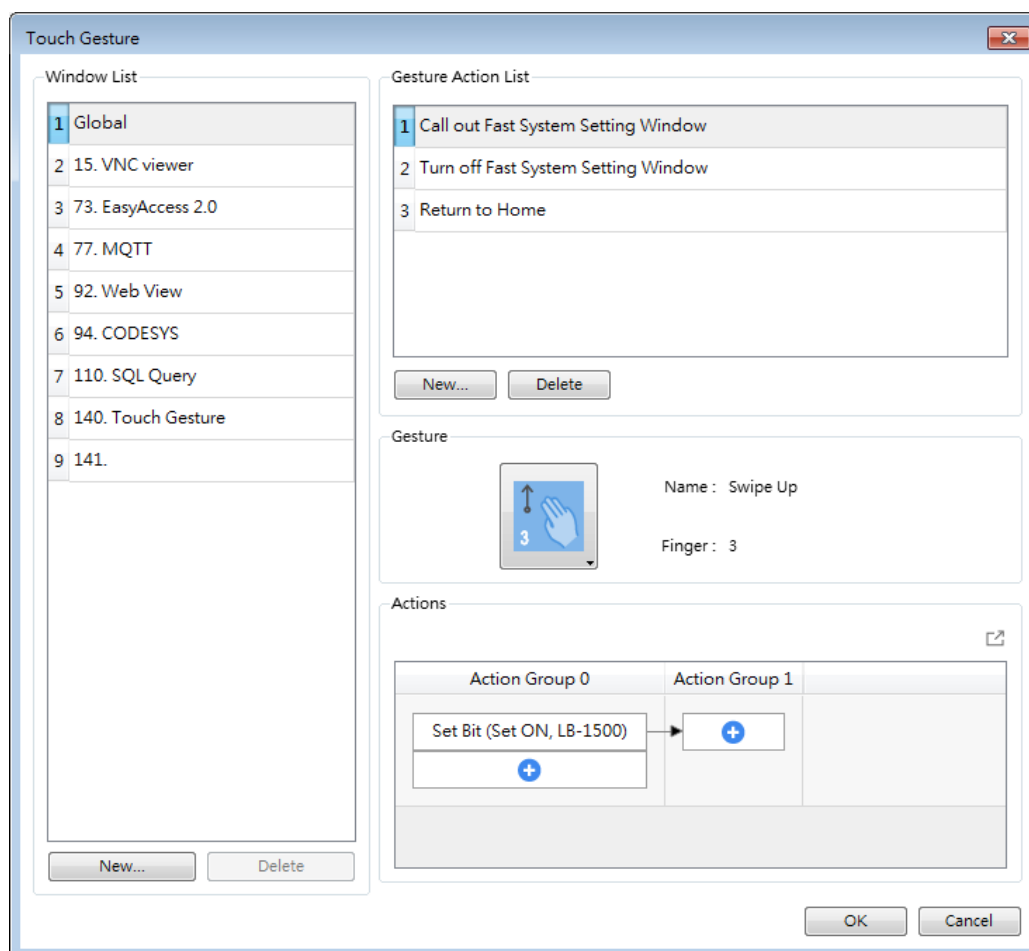 Touch Gesture
Window List
1 Global
2 15. VNC viewer
3 73. EasyAccess 2.0
4 77. MQTT
5 92. Web View
6 94. CODESYS
7 110. SQL Query
8 140. Touch Gesture
9 141.
New...
Delete
Gesture Action List
1 Call out Fast System Setting Window
2 Turn off Fast System Setting Window
3 Return to Home
New...
Delete
Gesture
3
Name : Swipe Up
Finger : 3
Actions
Action Group 0
Action Group 1
Set Bit (Set ON, LB-1500)
OK
Cancel